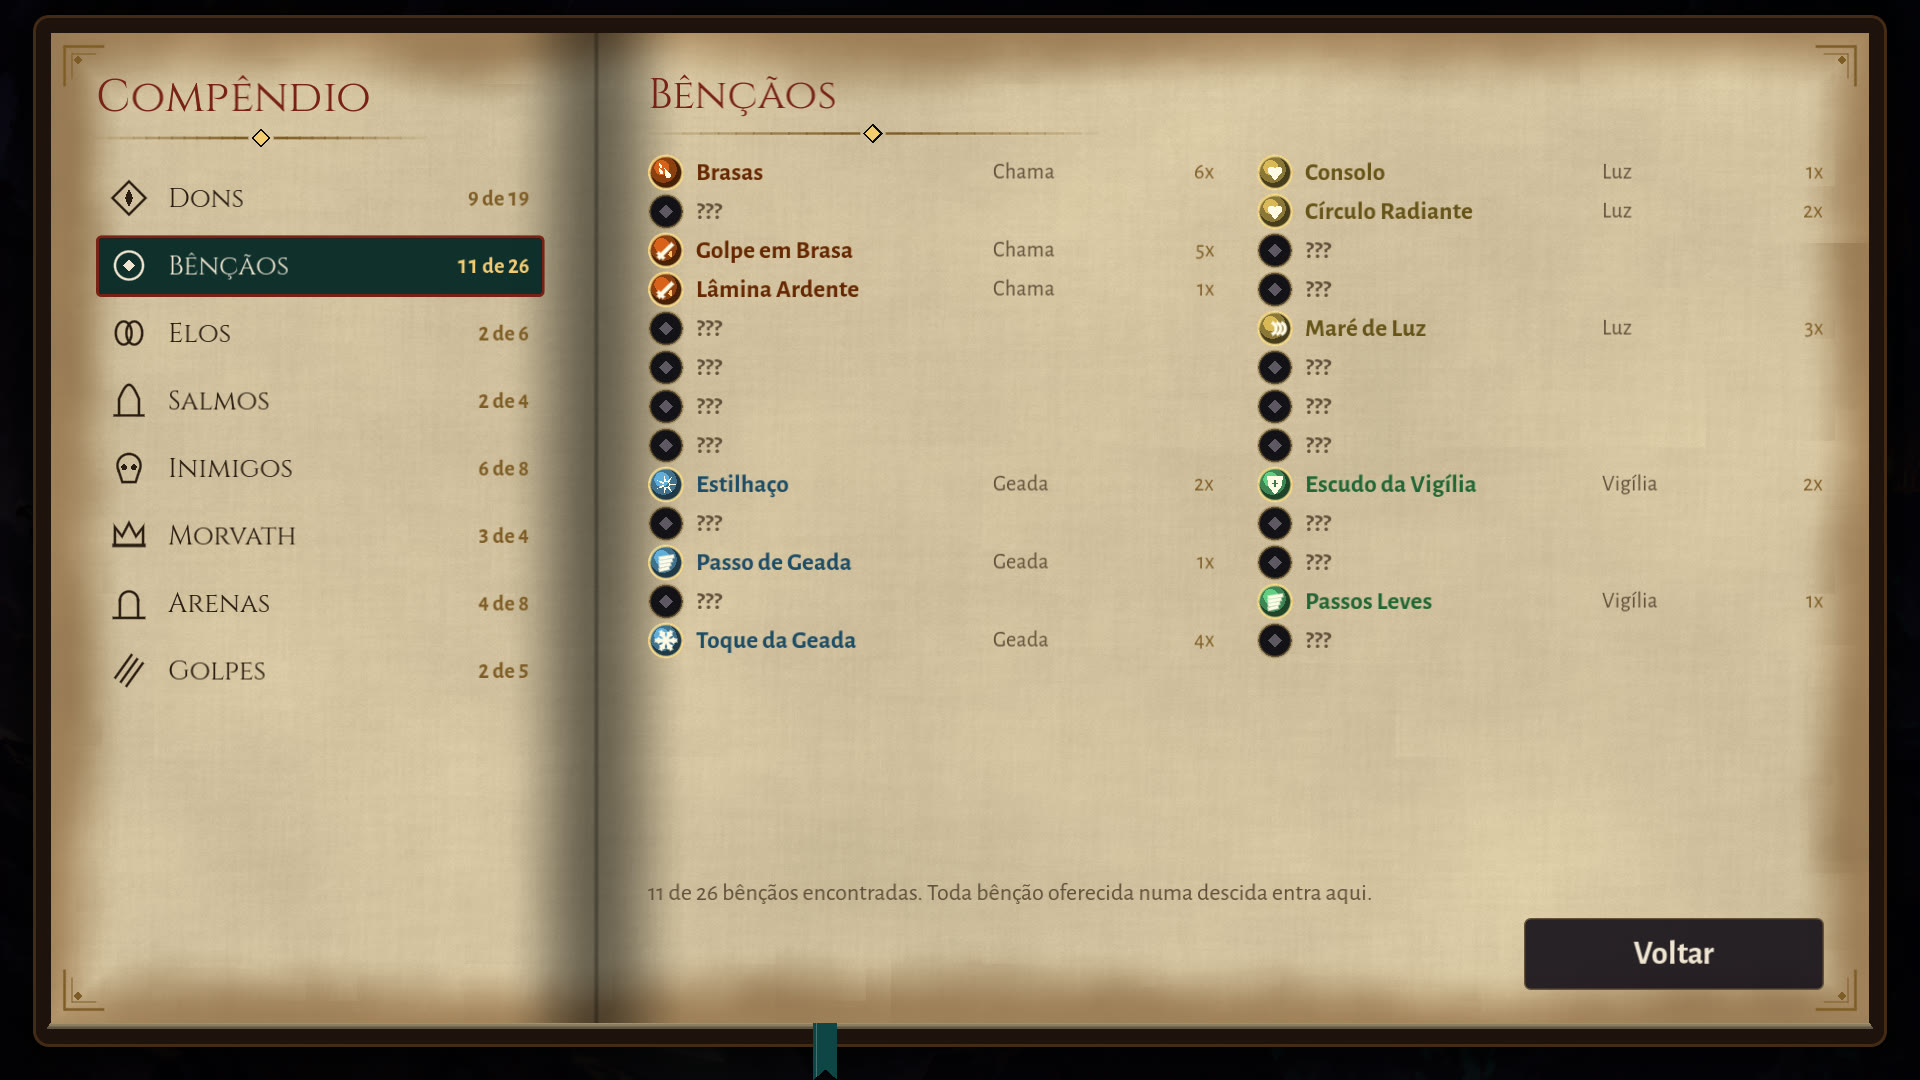 Compêndio
Dons 9 de 19
Bênçãos 11 de 26
Elos 2 de 6
Salmos 2 de 4
Inimigos 6 de 8
Morvath 3 de 4
Arenas 4 de 8
Golpes 2 de 5
Bênçãos
Brasas Chama 6x
???
Golpe em Brasa Chama 5x
Lâmina Ardente Chama 1x
???
???
???
???
Estilhaço Geada 2x
???
Passo de Geada Geada 1x
???
Toque da Geada Geada 4x
Consolo Luz 1x
Círculo Radiante Luz 2x
???
???
Maré de Luz Luz 3x
???
???
???
Escudo da Vigília Vigília 2x
???
???
Passos Leves Vigília 1x
???
11 de 26 bênçãos encontradas. Toda bênção oferecida numa descida entra aqui.
Voltar